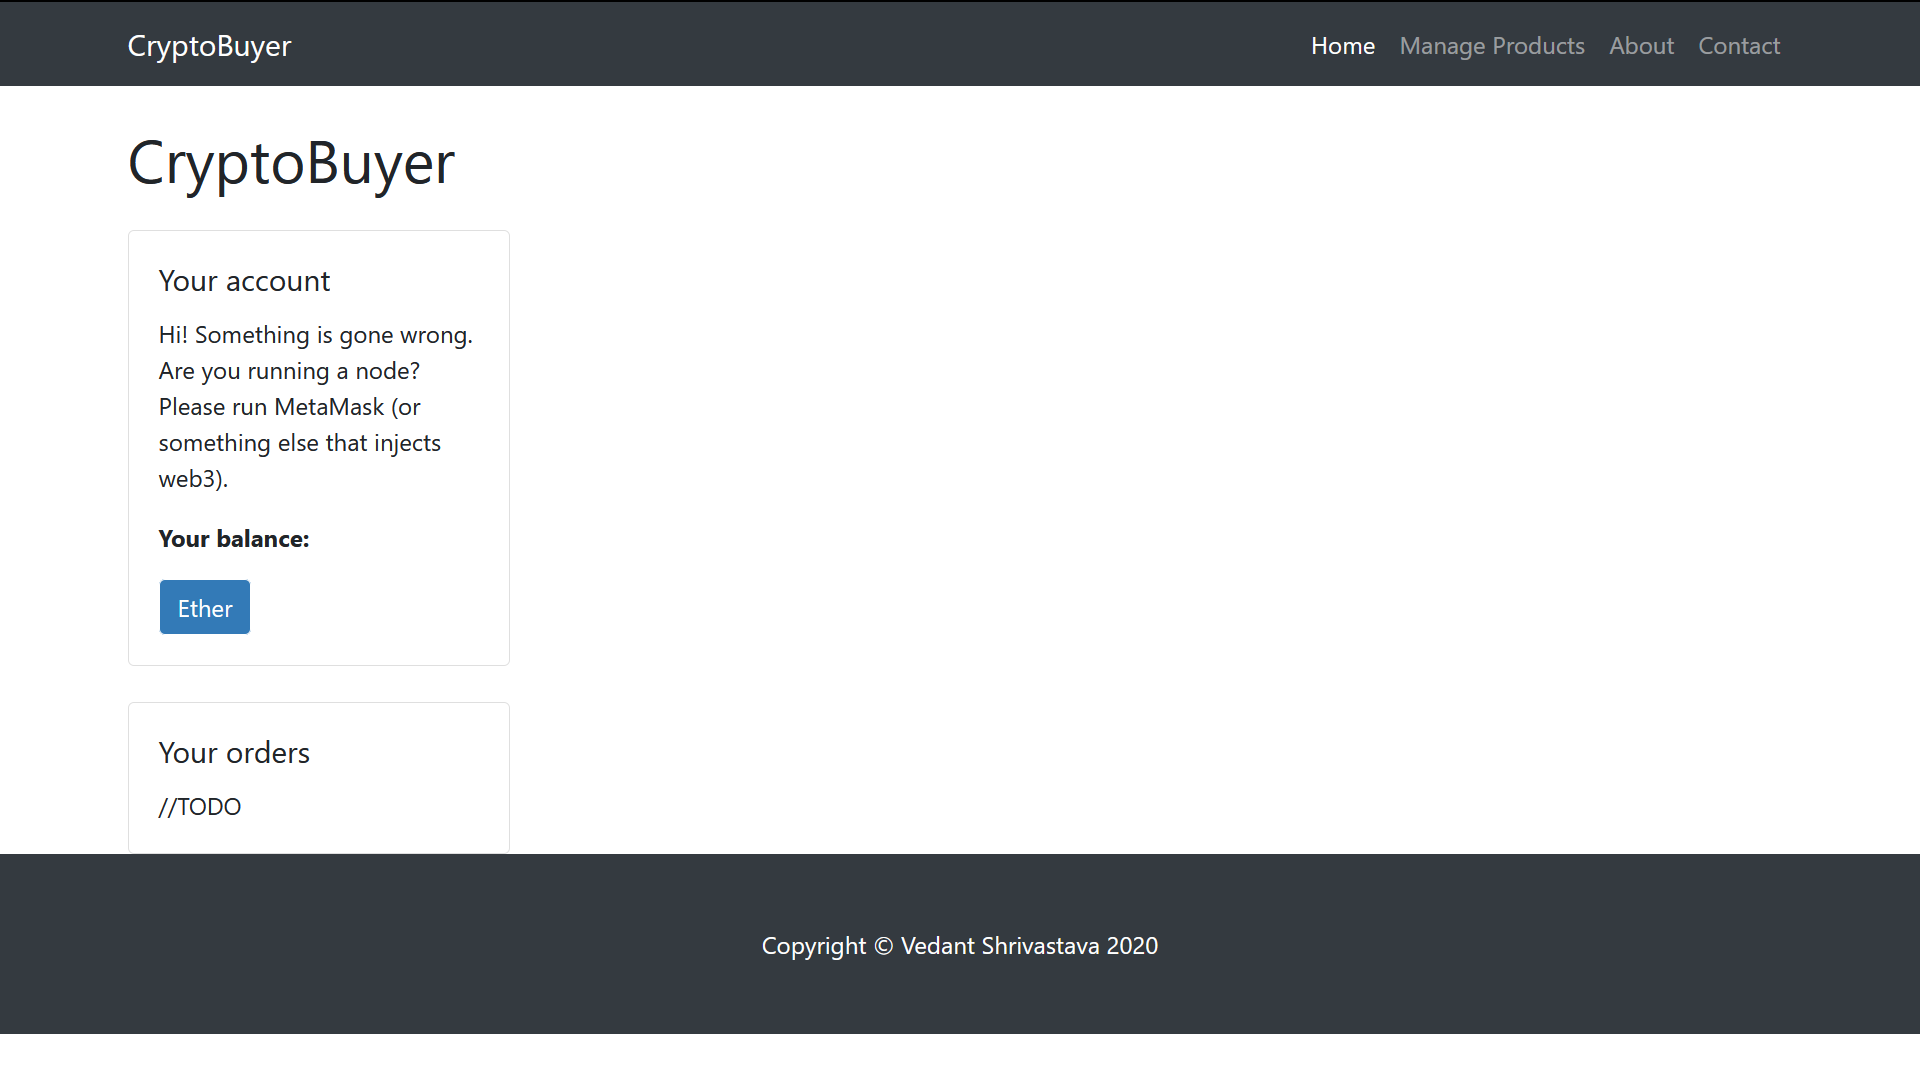 CryptoBuyer
Home Manage Products About Contact
CryptoBuyer
Your account
Hi! Something is gone wrong.
Are you running a node?
Please run MetaMask (or
something else that injects
web3).
Your balance:
Ether
Your orders
//TODO
Copyright © Vedant Shrivastava 2020